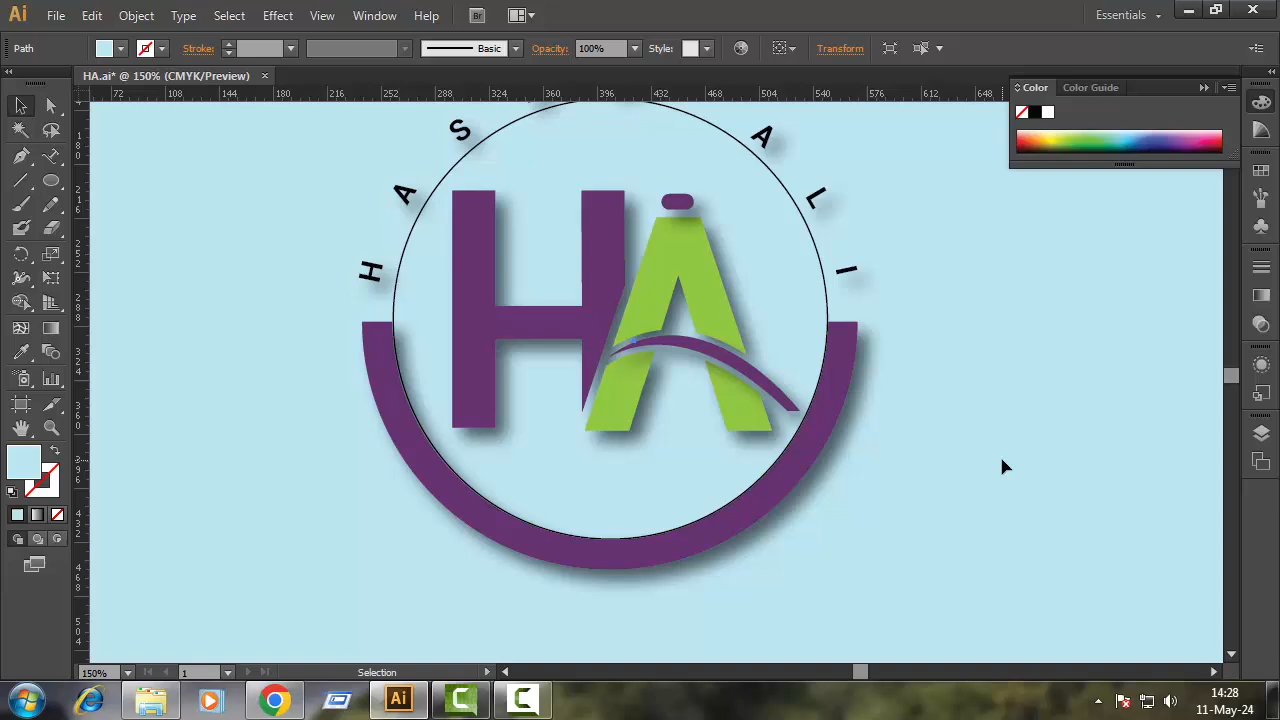 Ai File Edit Object Type Select Effect View Window Help Br Essentials
Path Stroke: Basic Opacity: 100% Style: Transform
HA.ai* @ 150% (CMYK/Preview)
72 108 144 180 216 252 288 324 360 396 432 468 504 540 576 612 648
Color Color Guide
S A
H A L I
HA
150% 1 Selection
Ai C C
14:28
11-May-24